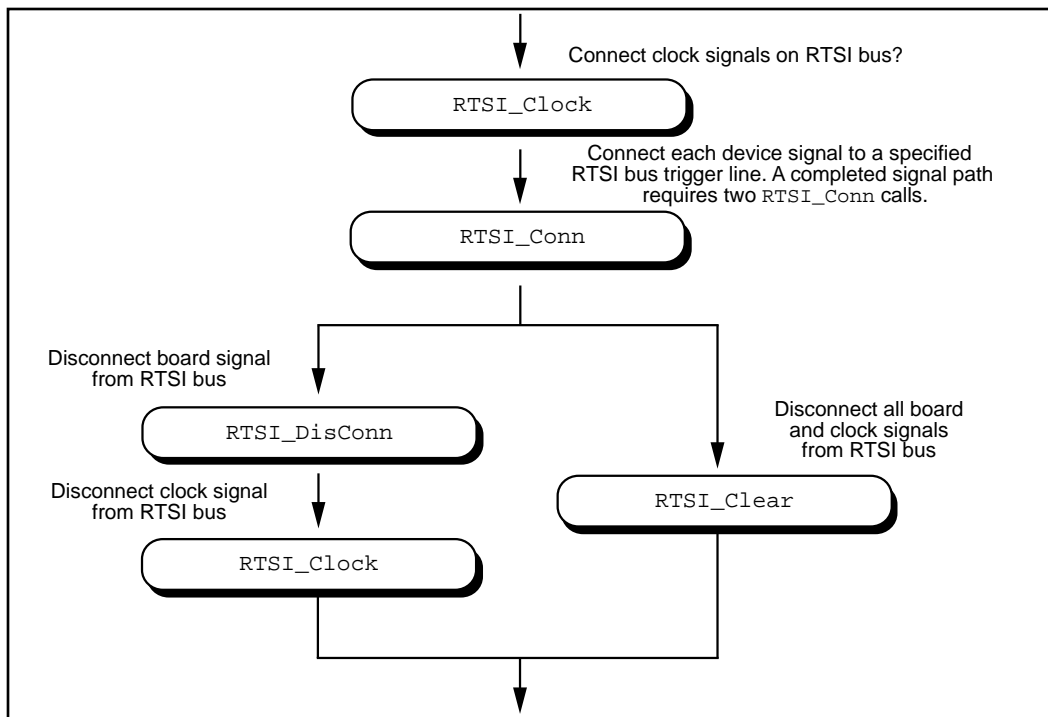 Connect clock signals on RTSI bus?
RTSI_Clock
Connect each device signal to a specified
RTSI bus trigger line. A completed signal path
requires two RTSI_Conn calls.
RTSI_Conn
Disconnect board signal
from RTSI bus
RTSI_DisConn
Disconnect clock signal
from RTSI bus
RTSI_Clock
Disconnect all board
and clock signals
from RTSI bus
RTSI_Clear